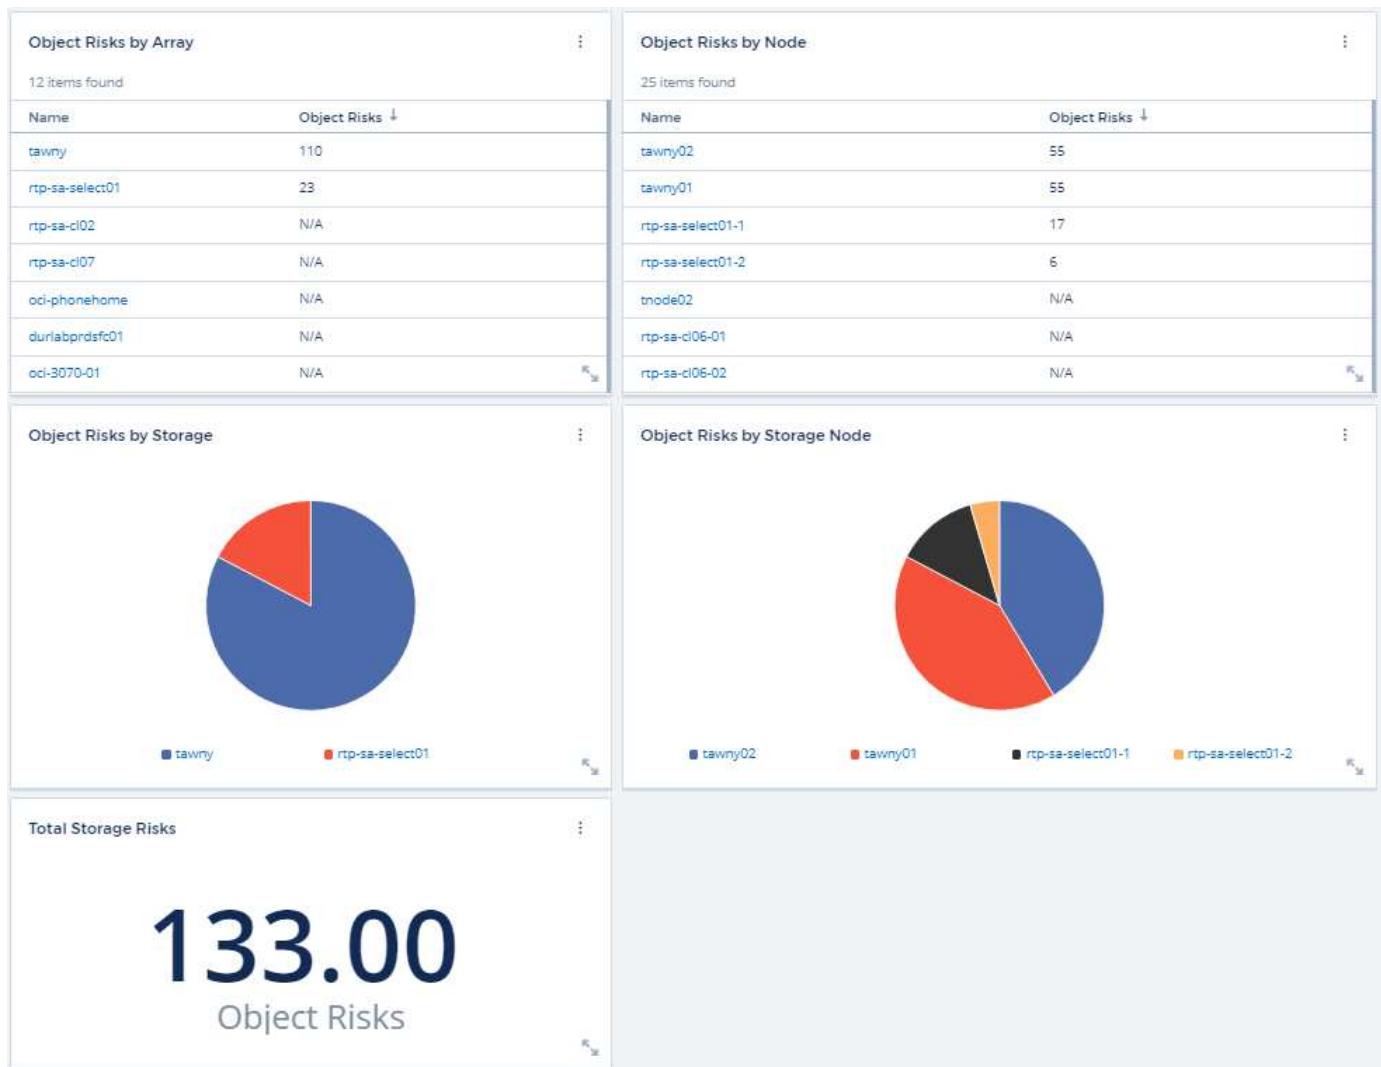 Object Risks by Array
12 items found
Name Object Risks ↓
tawny 110
rtp-sa-select01 23
rtp-sa-cl02 N/A
rtp-sa-cl07 N/A
oci-phonehome N/A
durlabprdsfc01 N/A
oci-3070-01 N/A
Object Risks by Node
25 items found
Name Object Risks ↓
tawny02 55
tawny01 55
rtp-sa-select01-1 17
rtp-sa-select01-2 6
tnode02 N/A
rtp-sa-cl06-01 N/A
rtp-sa-cl06-02 N/A
Object Risks by Storage
tawny rtp-sa-select01
Object Risks by Storage Node
tawny02 tawny01 rtp-sa-select01-1 rtp-sa-select01-2
Total Storage Risks
133.00
Object Risks